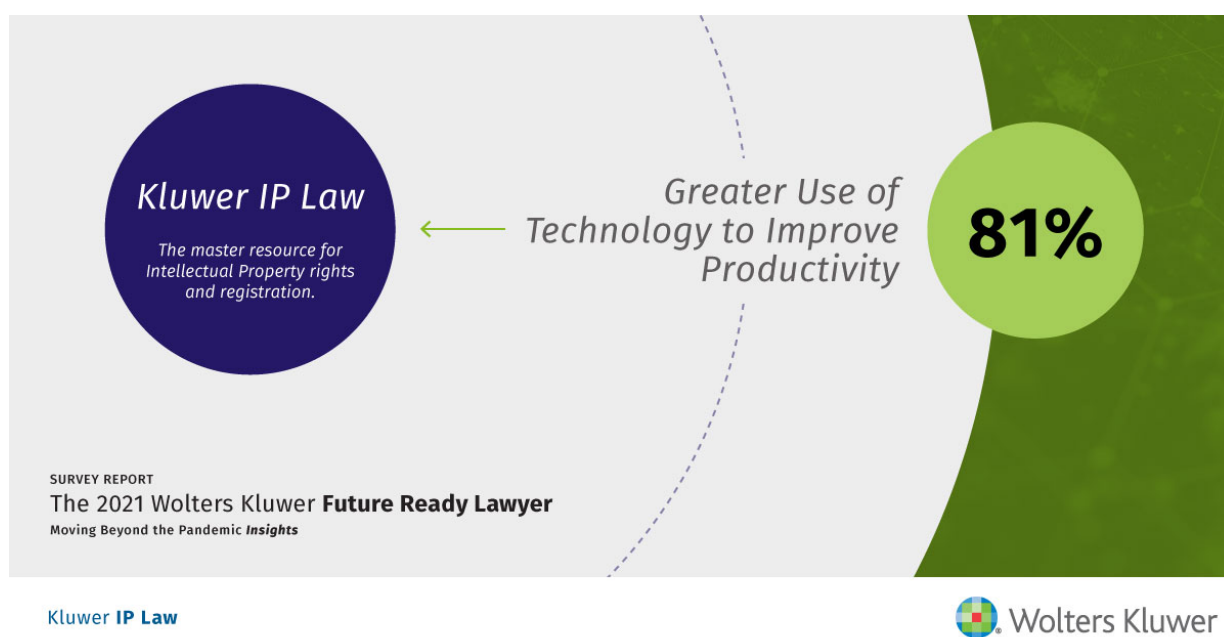 Kluwer IP Law
The master resource for
Intellectual Property rights
and registration.
Greater Use of
Technology to Improve
Productivity
81%
SURVEY REPORT
The 2021 Wolters Kluwer Future Ready Lawyer
Moving Beyond the Pandemic Insights
Kluwer IP Law
Wolters Kluwer